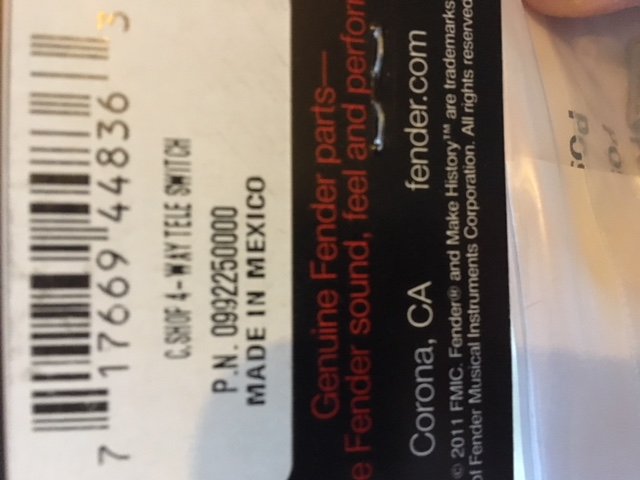 7 17669 44836 3
C.SHOP 4-WAY TELE SWITCH
P.N. 0992250000
MADE IN MEXICO
Genuine Fender parts—
Fender sound, feel and
Corona, CA fender.com
© 2011 FMIC. Fender® and Make History™ are trademarks
Fender Musical Instruments Corporation. All rights reserved